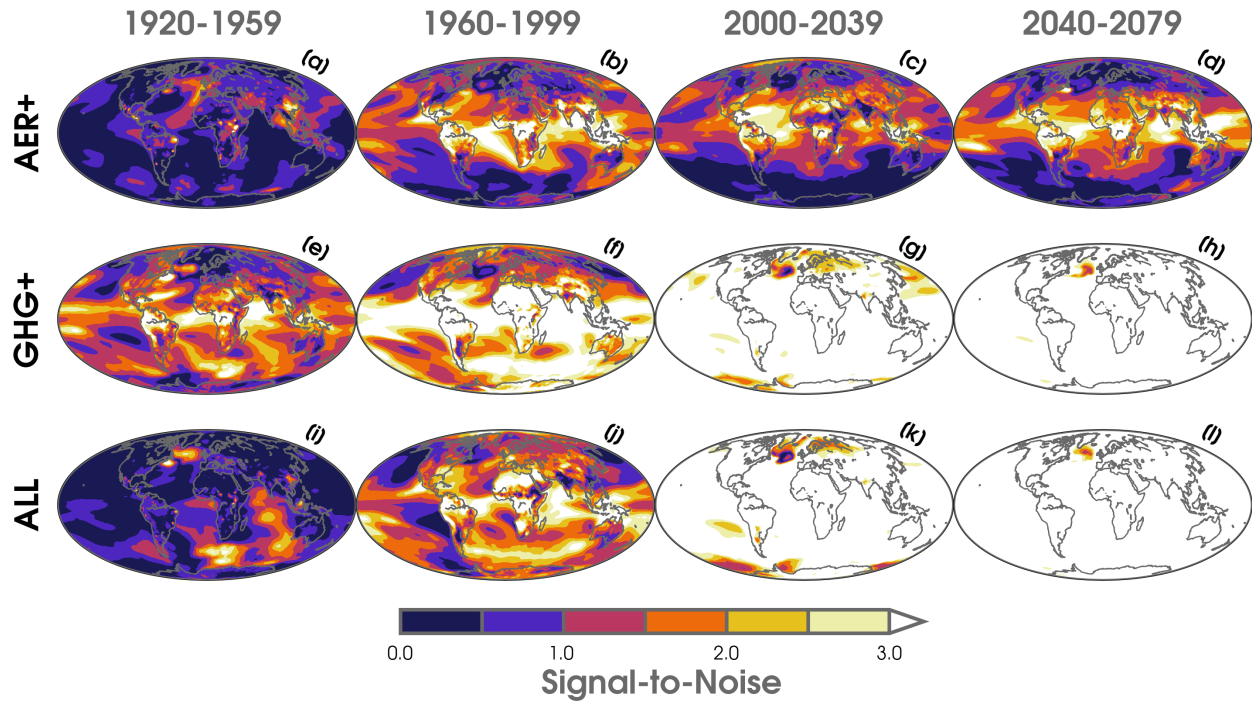 1920-1959 1960-1999 2000-2039 2040-2079
AER+ (a) (b) (c) (d)
GHG+ (e) (f) (g) (h)
ALL (i) (j) (k) (l)
0.0 1.0 2.0 3.0
Signal-to-Noise